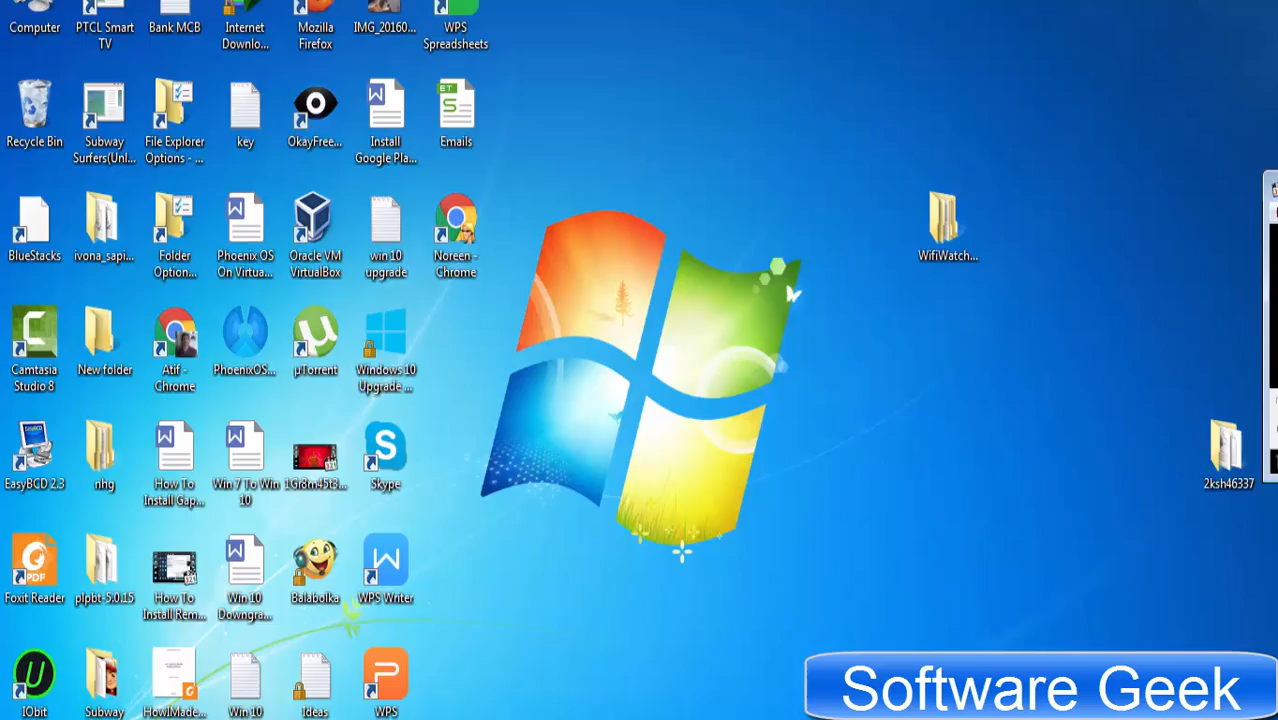 Computer
PTCL Smart
TV
Bank MCB
Internet
Downlo...
Mozilla
Firefox
IMG_20160...
WPS
Spreadsheets
Recycle Bin
Subway
Surfers(Unl...
File Explorer
Options - ...
key
OkayFree...
Install
Google Pla...
Emails
BlueStacks
ivona_sapi...
Folder
Option...
Phoenix OS
On Virtua...
Oracle VM
VirtualBox
win 10
upgrade
Noreen -
Chrome
WifiWatch...
Camtasia
Studio 8
New folder
Atif -
Chrome
PhoenixOS...
µTorrent
Windows 10
Upgrade ...
EasyBCD 2.3
nhg
How To
Install Gap...
Win 7 To Win
10
1Gr8m45t3...
Skype
2ksh46337
Foxit Reader
plpbt-5.0.15
How To
Install Rem...
Win 10
Downgra...
Balabolka
WPS Writer
IObit
Subway
HowIMade...
Win 10
Ideas
WPS
Software Geek